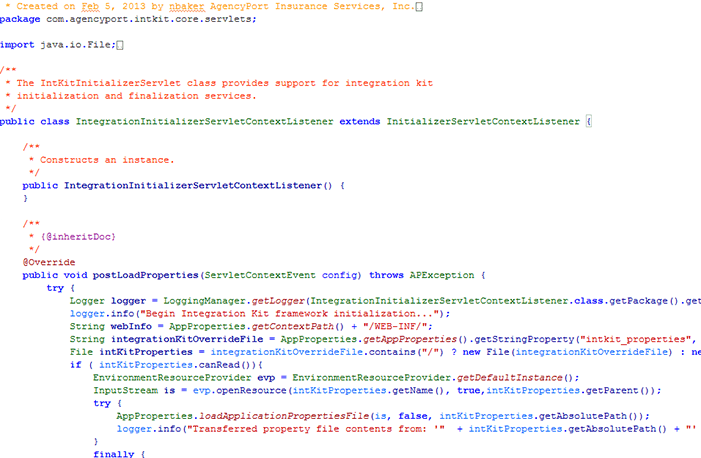 * Created on Feb 5, 2013 by nbaker AgencyPort Insurance Services, Inc.
package com.agencyport.intkit.core.servlets;
import java.io.File;
/**
* The IntKitInitializerServlet class provides support for integration kit
* initialization and finalization services.
*/
public class IntegrationInitializerServletContextListener extends InitializerServletContextListener {
/**
* Constructs an instance.
*/
public IntegrationInitializerServletContextListener() {
}
/**
* {@inheritDoc}
*/
@Override
public void postLoadProperties(ServletContextEvent config) throws APException {
try {
Logger logger = LoggingManager.getLogger(IntegrationInitializerServletContextListener.class.getPackage().get
logger.info("Begin Integration Kit framework initialization...");
String webInfo = AppProperties.getContextPath() + "/WEB-INF/";
String integrationKitOverrideFile = AppProperties.getAppProperties().getStringProperty("intkit_properties",
File intKitProperties = integrationKitOverrideFile.contains("/") ? new File(integrationKitOverrideFile) : ne
if ( intKitProperties.canRead()){
EnvironmentResourceProvider evp = EnvironmentResourceProvider.getDefaultInstance();
InputStream is = evp.openResource(intKitProperties.getName(), true,intKitProperties.getParent());
try {
AppProperties.loadApplicationPropertiesFile(is, false, intKitProperties.getAbsolutePath());
logger.info("Transferred property file contents from: '" + intKitProperties.getAbsolutePath() + "'
}
finally {